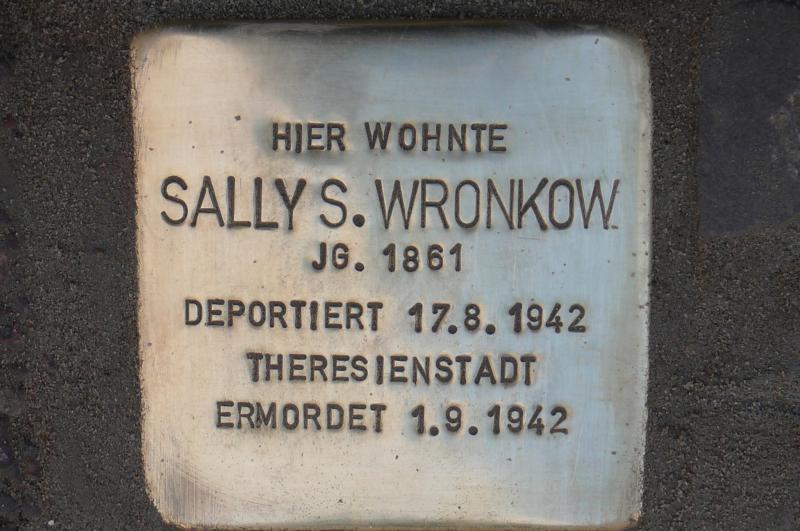 HIER WOHNTE
SALLY S. WRONKOW
JG. 1861
DEPORTIERT 17.8.1942
THERESIENSTADT
ERMORDET 1.9.1942